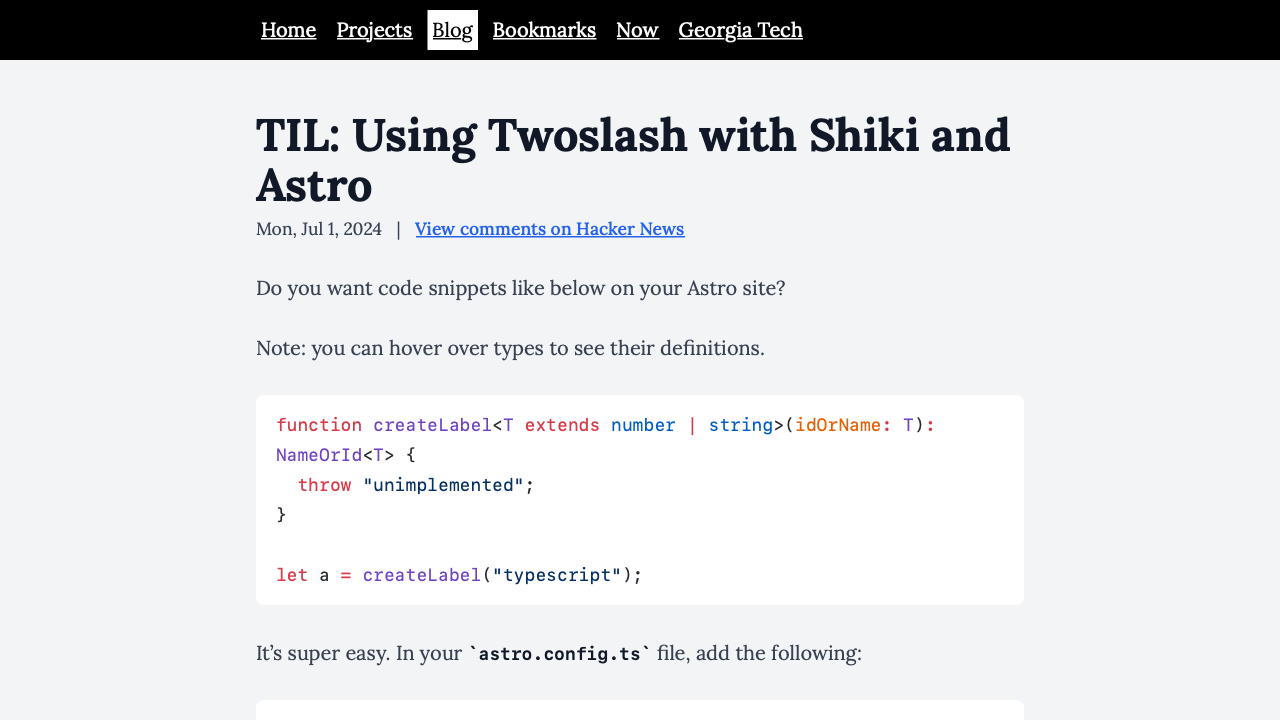 Home Projects Blog Bookmarks Now Georgia Tech
TIL: Using Twoslash with Shiki and
Astro
Mon, Jul 1, 2024 | View comments on Hacker News
Do you want code snippets like below on your Astro site?
Note: you can hover over types to see their definitions.
function createLabel<T extends number | string>(idOrName: T):
NameOrId<T> {
  throw "unimplemented";
}
let a = createLabel("typescript");
It’s super easy. In your `astro.config.ts` file, add the following: